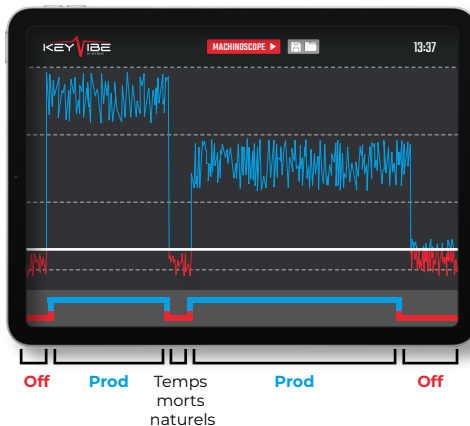 KEYVIBE
MACHINOSCOPE
13:37
Off
Prod
Temps
morts
naturels
Prod
Off